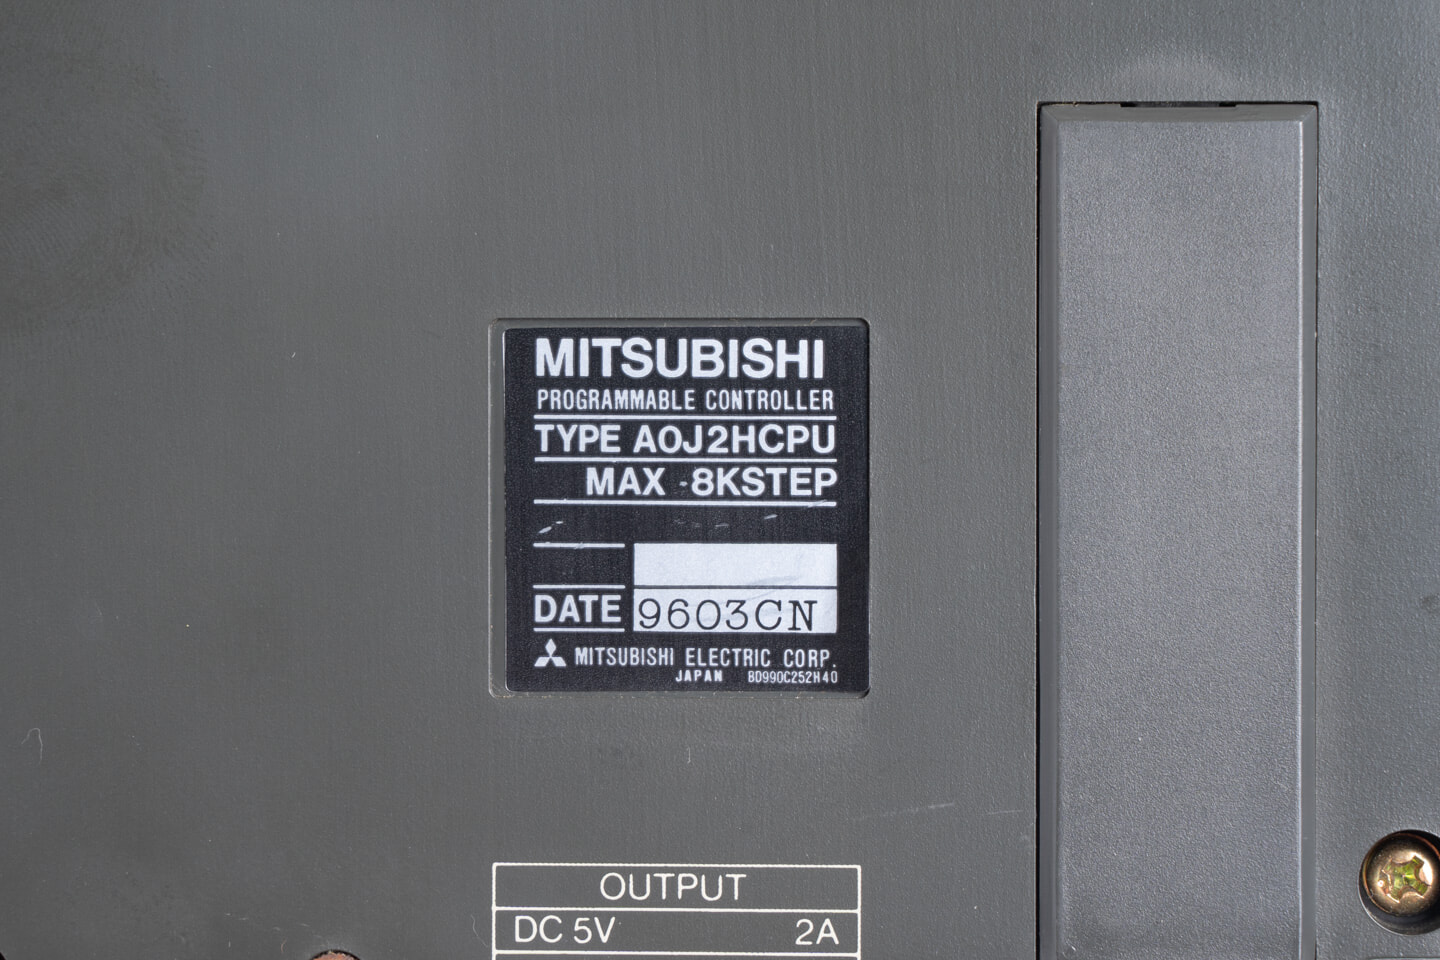 MITSUBISHI
PROGRAMMABLE CONTROLLER
TYPE A0J2HCPU
MAX 8KSTEP
DATE 9603CN
MITSUBISHI ELECTRIC CORP.
JAPAN BD990C252H40
OUTPUT
DC 5V 2A